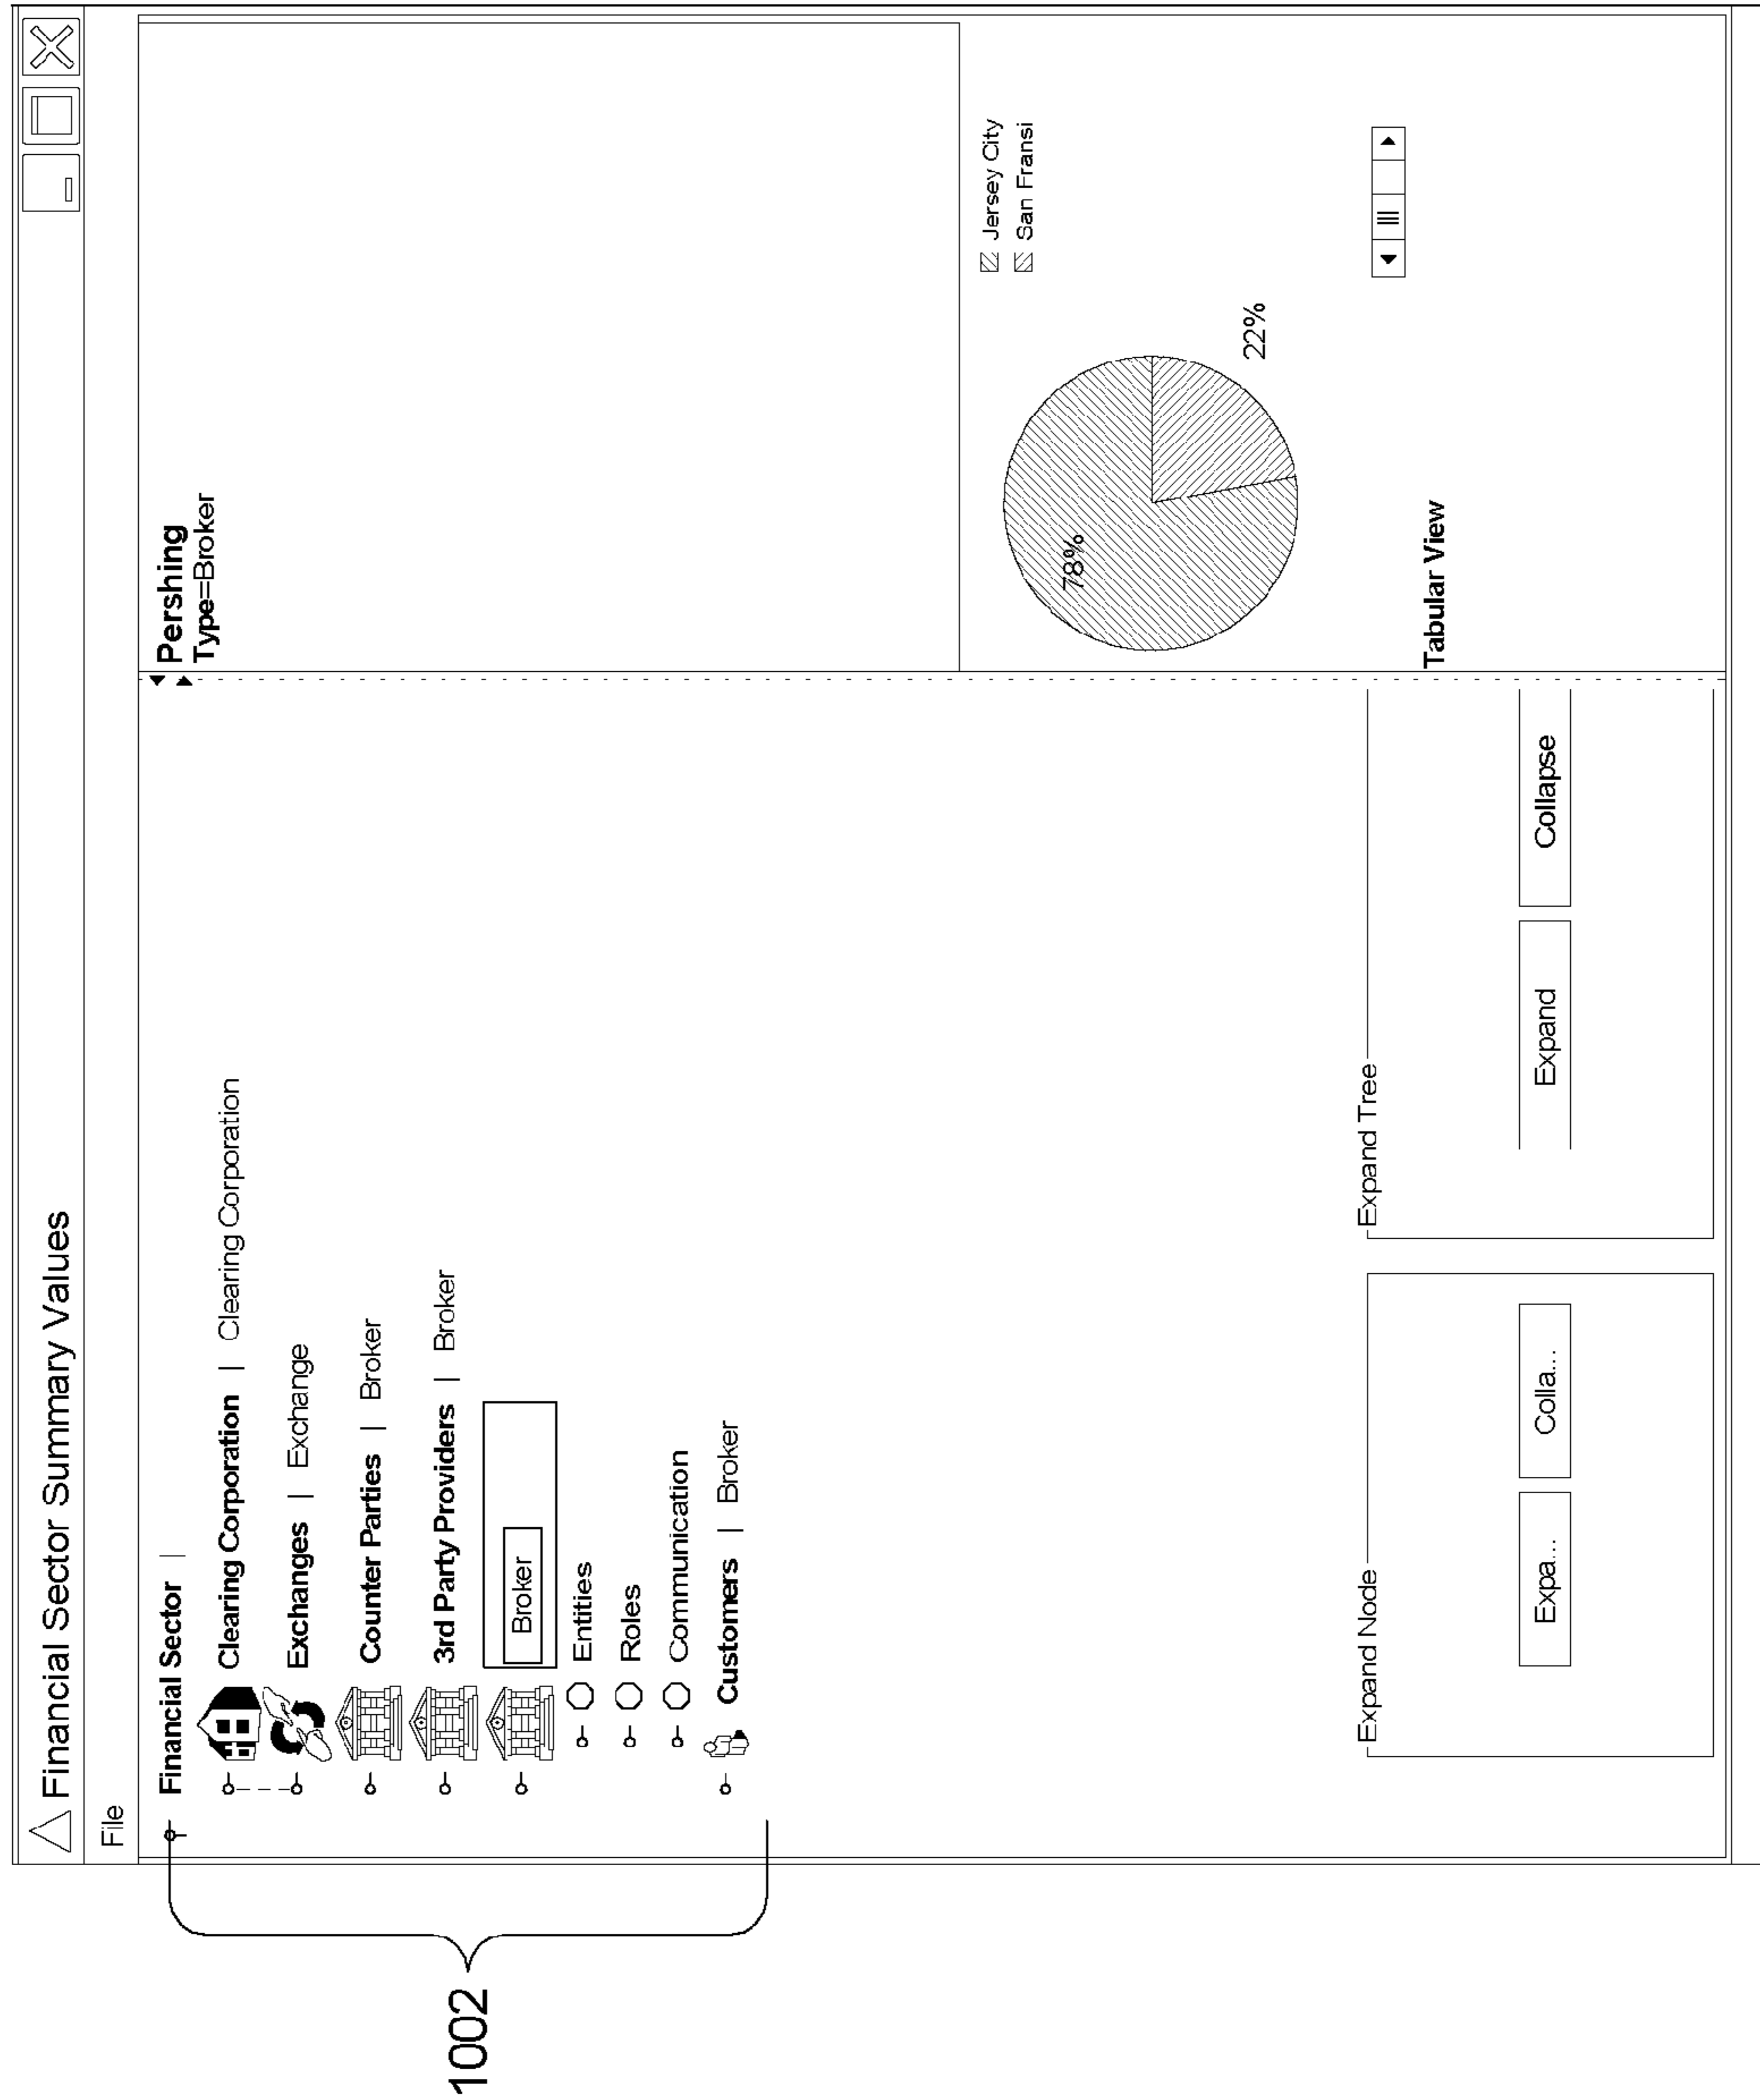 Financial Sector Summary Values
File
Financial Sector |
Clearing Corporation | Clearing Corporation
Exchanges | Exchange
Counter Parties | Broker
3rd Party Providers | Broker
Broker
Entities
Roles
Communication
Customers | Broker
1002
Expand Node
Expa...
Colla...
Expand Tree
Expand
Collapse
Pershing
Type=Broker
78%
22%
Jersey City
San Fransi
Tabular View